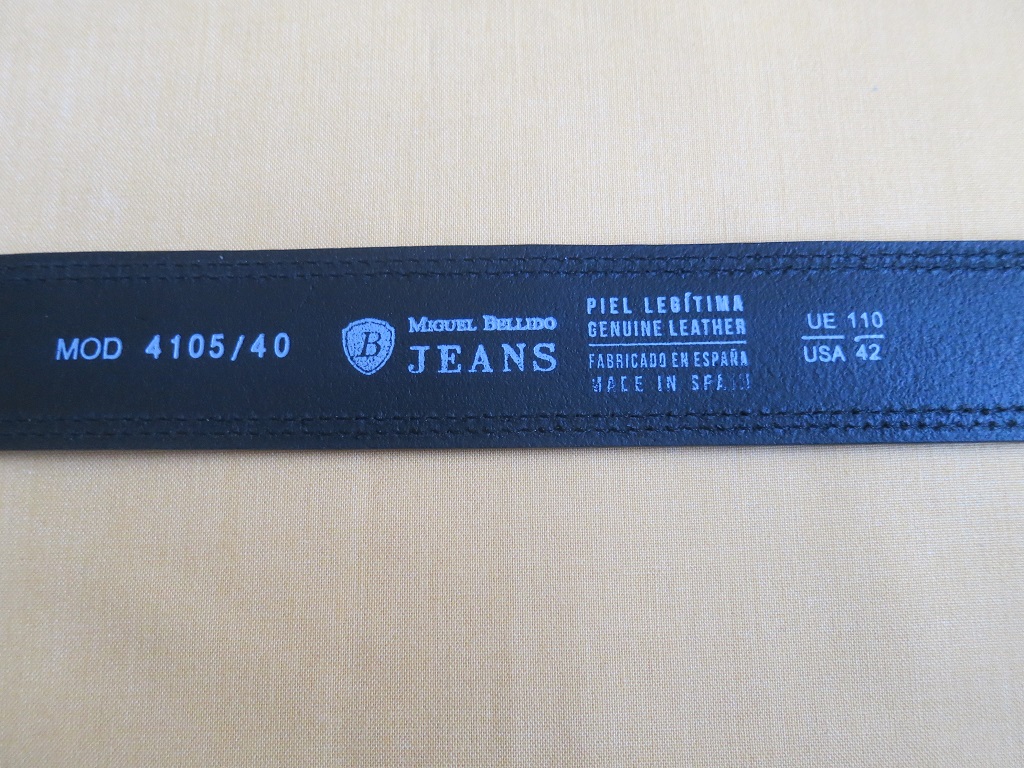 MOD 4105/40
B
MIGUEL BELLIDO
JEANS
PIEL LEGÍTIMA
GENUINE LEATHER
FABRICADO EN ESPAÑA
MADE IN SPAIN
UE 110
USA 42